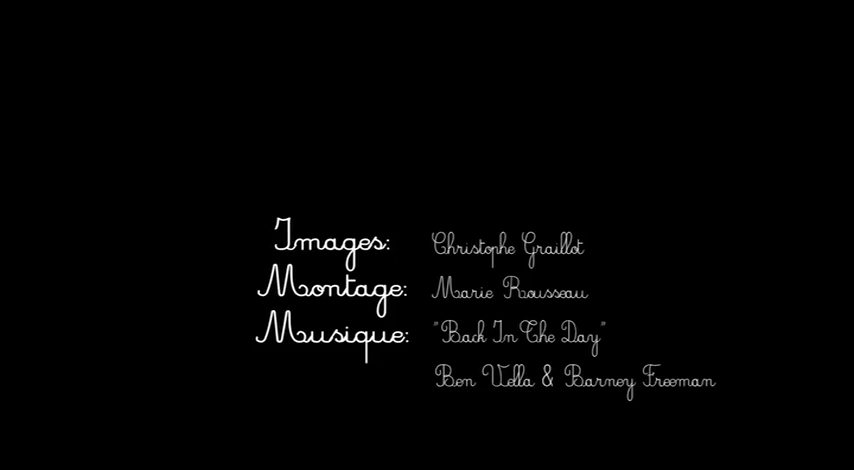 Images: Christophe Graillot
Montage: Marie Rousseau
Musique: "Back In The Day"
Ben Vella & Barney Freeman